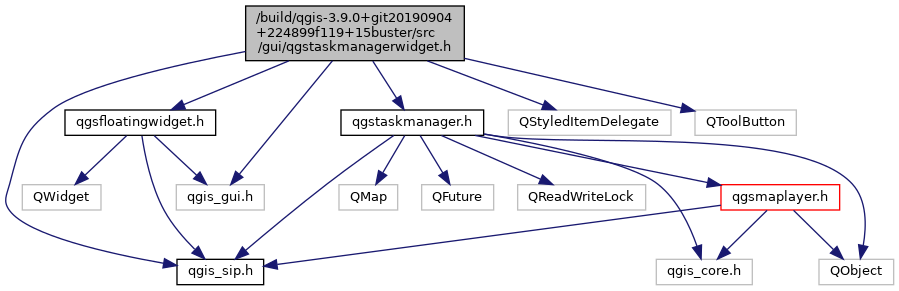 /build/qgis-3.9.0+git20190904
+224899f119+15buster/src
/gui/qgstaskmanagerwidget.h
qgsfloatingwidget.h
qgstaskmanager.h
QStyledItemDelegate
QToolButton
QWidget
qgis_gui.h
QMap
QFuture
QReadWriteLock
qgsmaplayer.h
qgis_sip.h
qgis_core.h
QObject